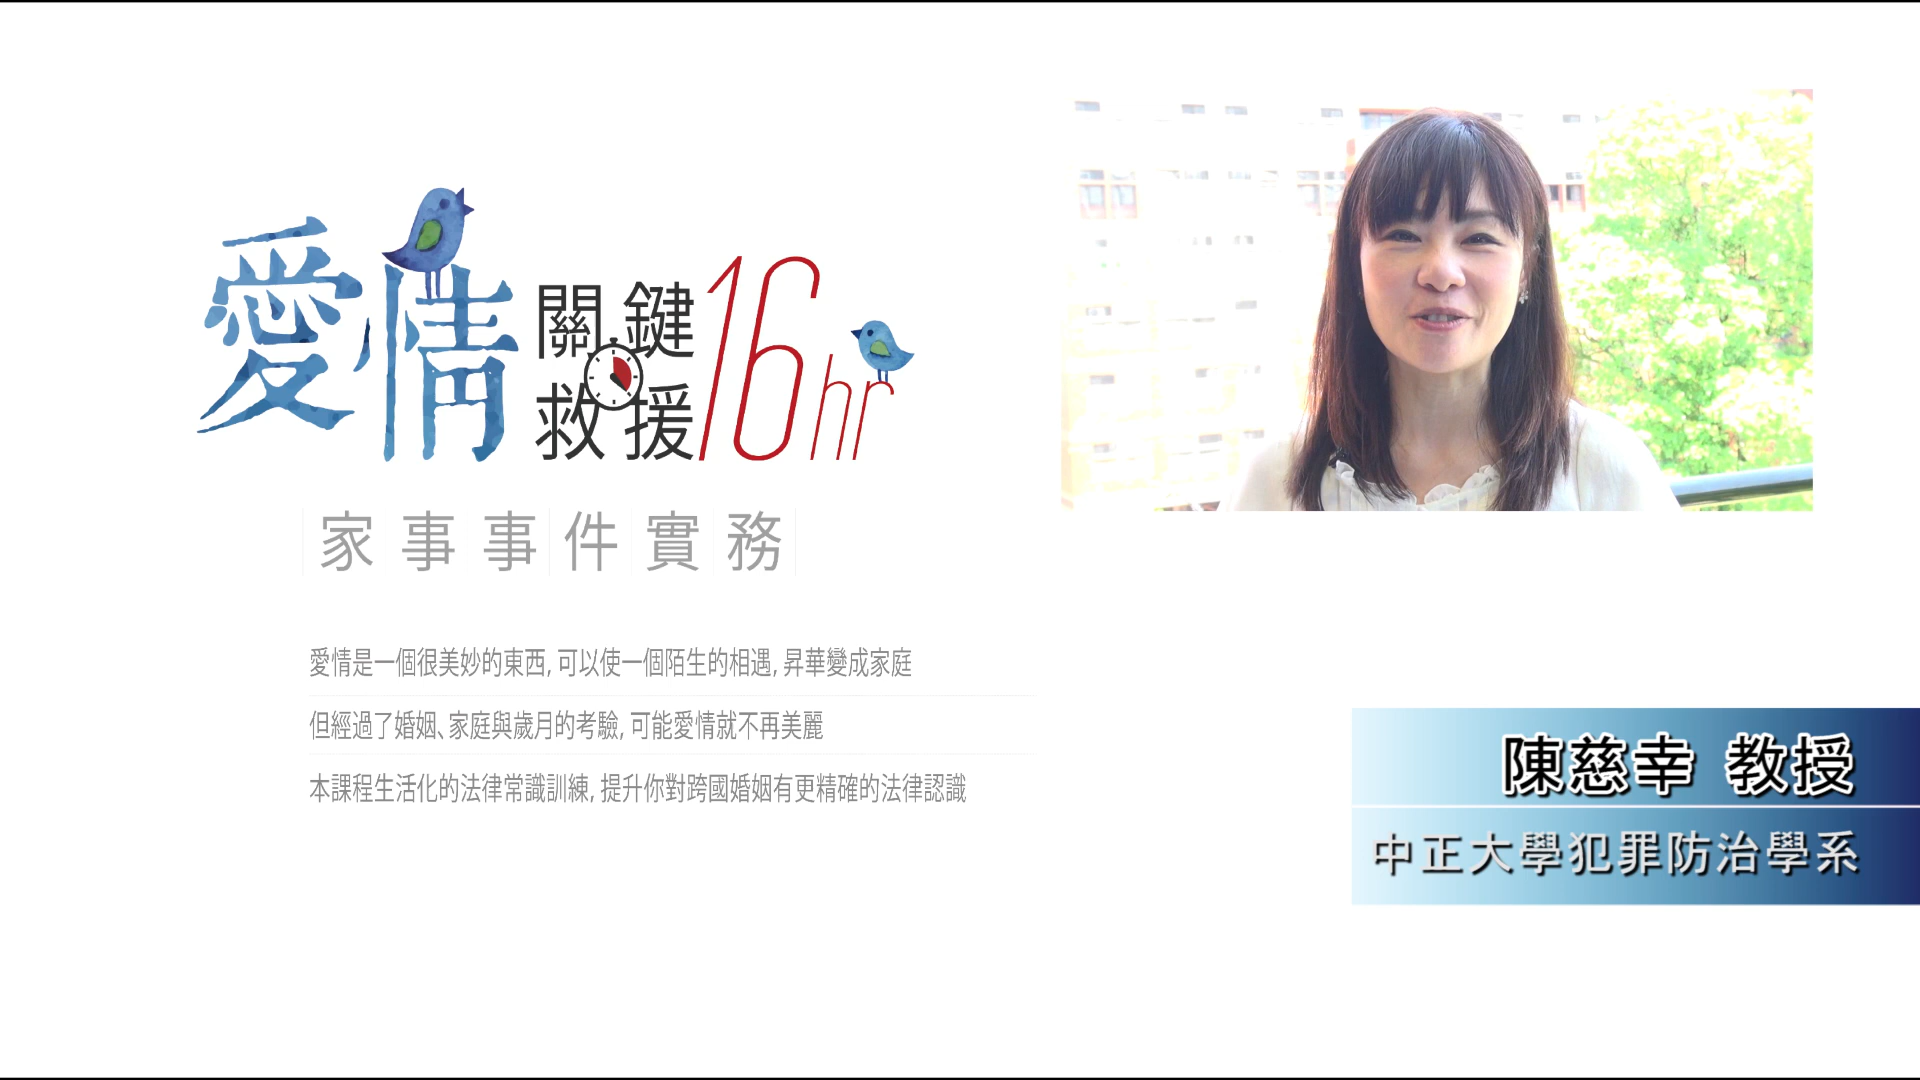 愛情 關鍵救援 16hr
家事事件實務
愛情是一個很美妙的東西, 可以使一個陌生的相遇, 昇華變成家庭
但經過了婚姻、家庭與歲月的考驗, 可能愛情就不再美麗
本課程生活化的法律常識訓練, 提升你對跨國婚姻有更精確的法律認識
陳慈幸 教授
中正大學犯罪防治學系